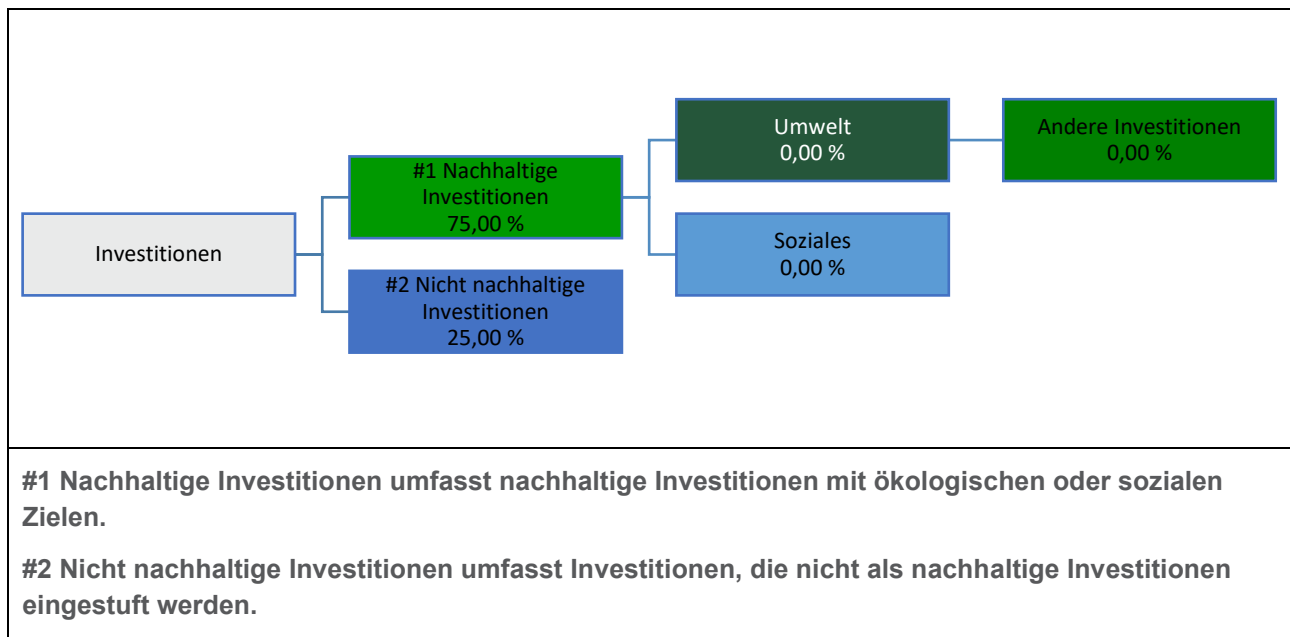 Investitionen
#1 Nachhaltige
Investitionen
75,00 %
#2 Nicht nachhaltige
Investitionen
25,00 %
Umwelt
0,00 %
Soziales
0,00 %
Andere Investitionen
0,00 %
#1 Nachhaltige Investitionen umfasst nachhaltige Investitionen mit ökologischen oder sozialen
Zielen.
#2 Nicht nachhaltige Investitionen umfasst Investitionen, die nicht als nachhaltige Investitionen
eingestuft werden.